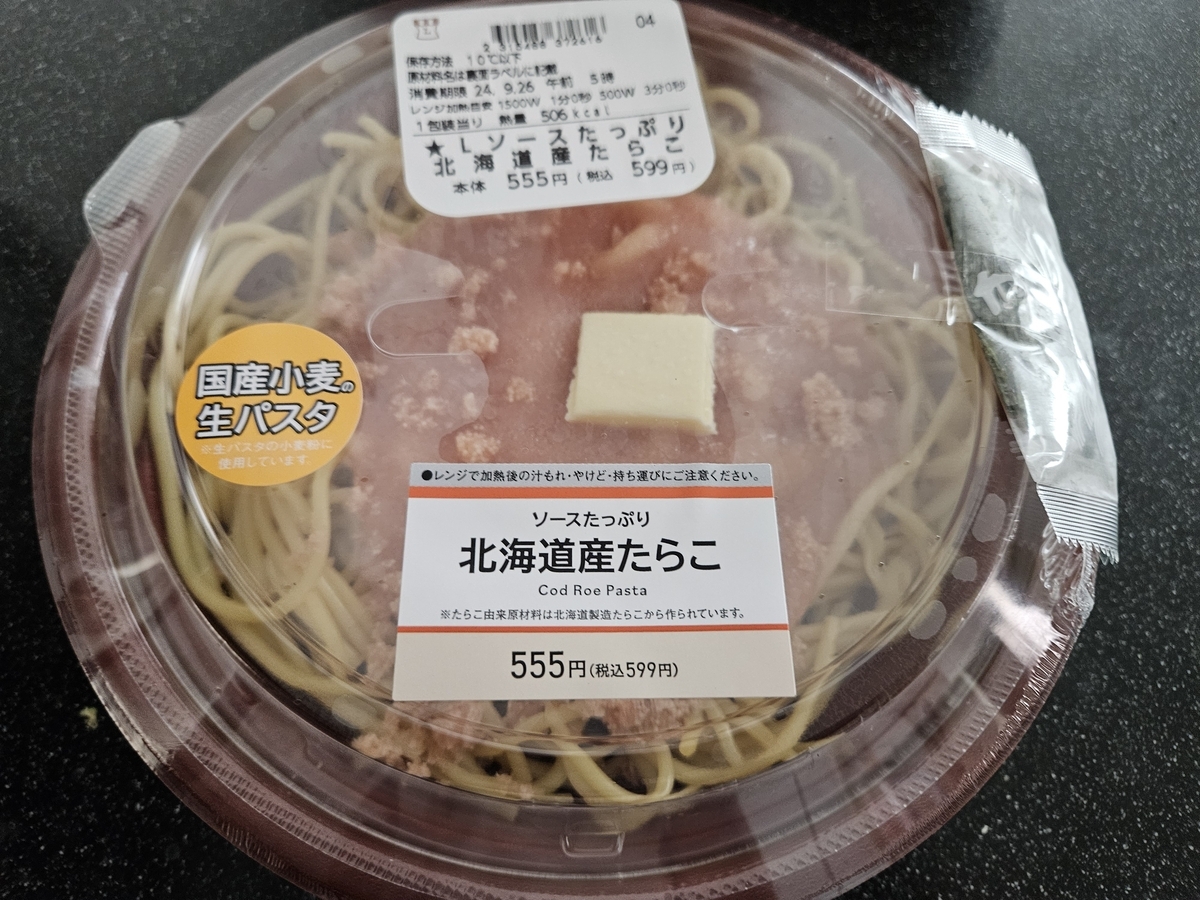 04
保存方法 10℃以下
原材料名は裏面ラベルに記載
消費期限 24. 9.26 午前 5時
レンジ加熱目安 1500W 1分0秒 500W 3分0秒
1包装当り 熱量 506kcal
★Lソースたっぷり
北海道産たらこ
本体 555円(税込 599円)
国産小麦の
生パスタ
※生パスタの小麦粉に
使用しています。
●レンジで加熱後の汁もれ・やけど・持ち運びにご注意ください。
ソースたっぷり
北海道産たらこ
Cod Roe Pasta
※たらこ由来原材料は北海道製造たらこから作られています。
555円(税込599円)